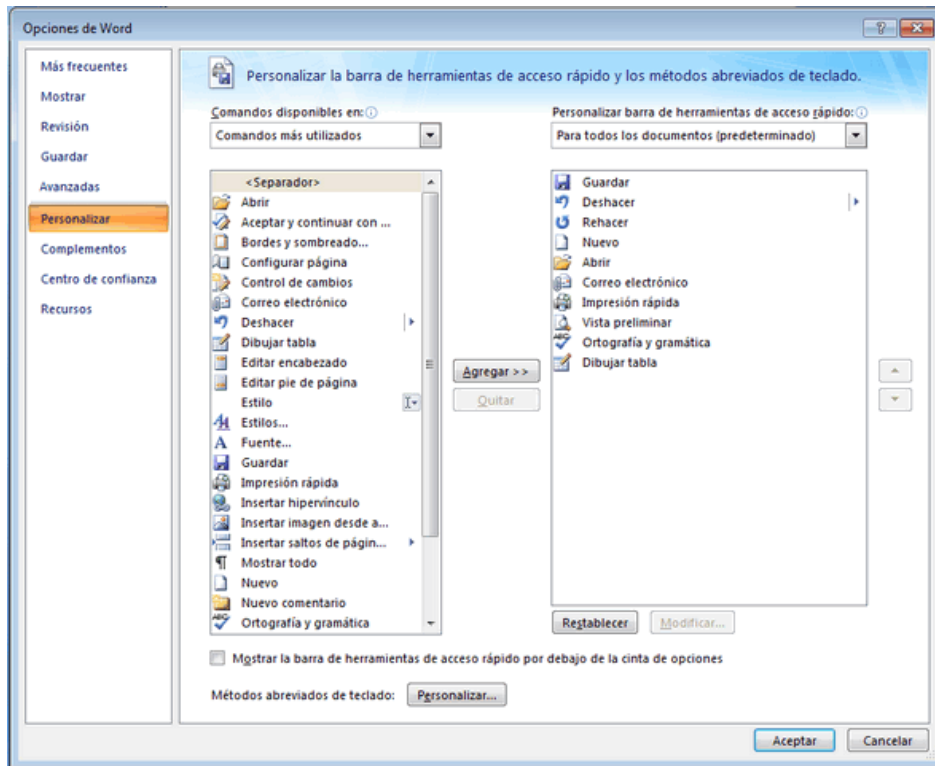 Opciones de Word
Más frecuentes
Mostrar
Revisión
Guardar
Avanzadas
Personalizar
Complementos
Centro de confianza
Recursos
Personalizar la barra de herramientas de acceso rápido y los métodos abreviados de teclado.
Comandos disponibles en:
Comandos más utilizados
<Separador>
Abrir
Aceptar y continuar con ...
Bordes y sombreado...
Configurar página
Control de cambios
Correo electrónico
Deshacer
Dibujar tabla
Editar encabezado
Editar pie de página
Estilo
Estilos...
Fuente...
Guardar
Impresión rápida
Insertar hipervínculo
Insertar imagen desde a...
Insertar saltos de págin...
Mostrar todo
Nuevo
Nuevo comentario
Ortografía y gramática
Agregar >>
Quitar
Personalizar barra de herramientas de acceso rápido:
Para todos los documentos (predeterminado)
Guardar
Deshacer
Rehacer
Nuevo
Abrir
Correo electrónico
Impresión rápida
Vista preliminar
Ortografía y gramática
Dibujar tabla
Restablecer
Modificar...
Mostrar la barra de herramientas de acceso rápido por debajo de la cinta de opciones
Métodos abreviados de teclado:
Personalizar...
Aceptar
Cancelar